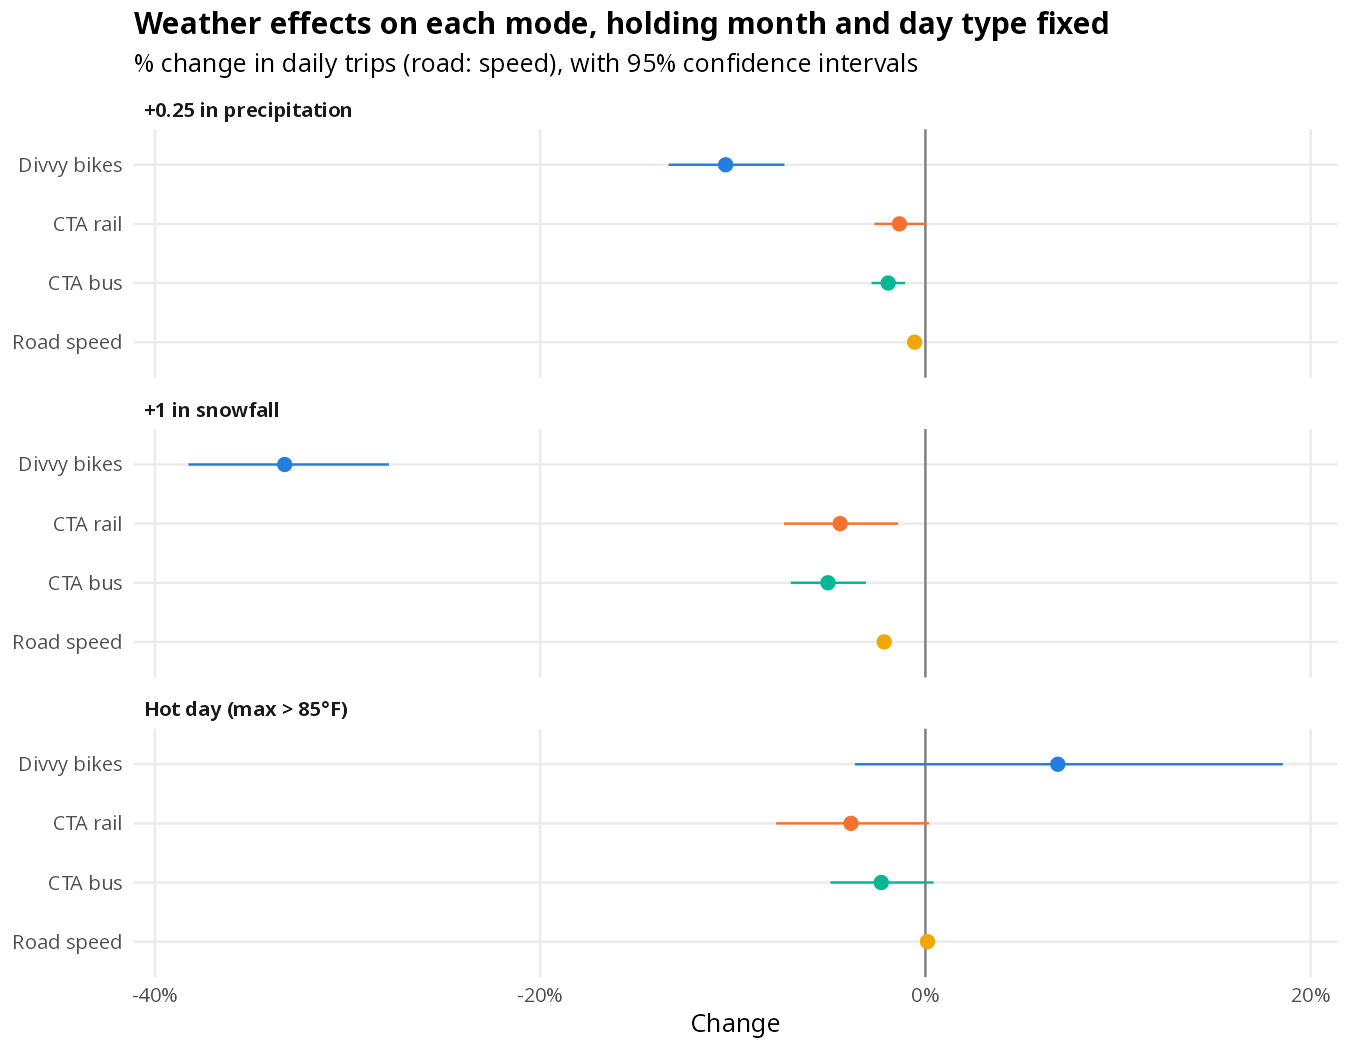 Weather effects on each mode, holding month and day type fixed
% change in daily trips (road: speed), with 95% confidence intervals
+0.25 in precipitation
Divvy bikes
CTA rail
CTA bus
Road speed
+1 in snowfall
Divvy bikes
CTA rail
CTA bus
Road speed
Hot day (max > 85°F)
Divvy bikes
CTA rail
CTA bus
Road speed
-40% -20% 0% 20%
Change